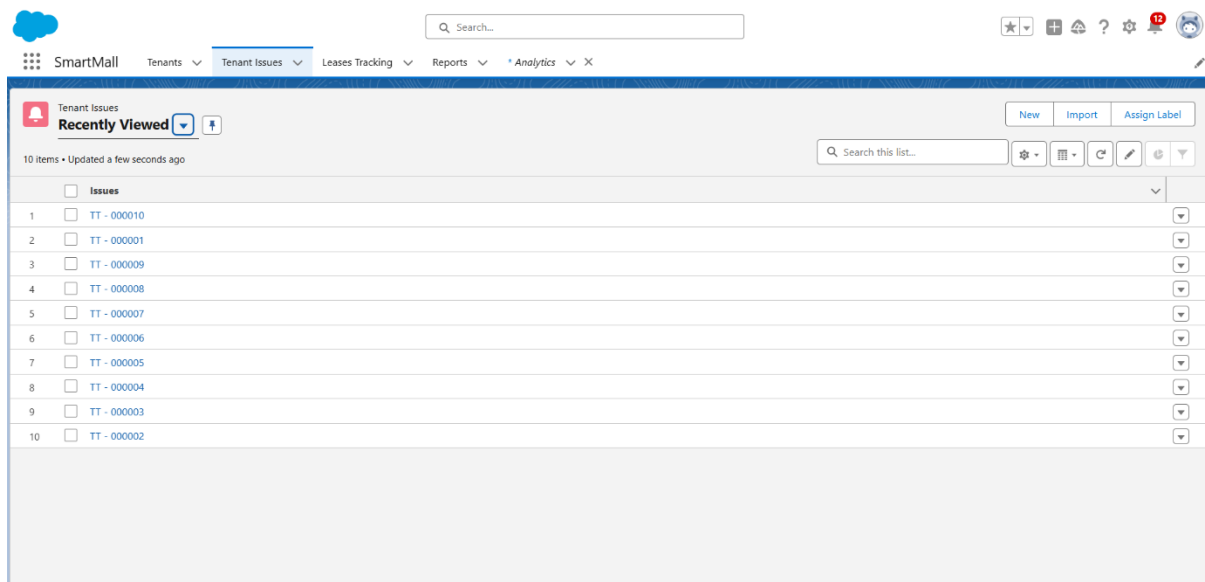 Search...
12
SmartMall Tenants Tenant Issues Leases Tracking Reports * Analytics
Tenant Issues
Recently Viewed
New Import Assign Label
10 items • Updated a few seconds ago
Search this list...
Issues
1 TT - 000010
2 TT - 000001
3 TT - 000009
4 TT - 000008
5 TT - 000007
6 TT - 000006
7 TT - 000005
8 TT - 000004
9 TT - 000003
10 TT - 000002